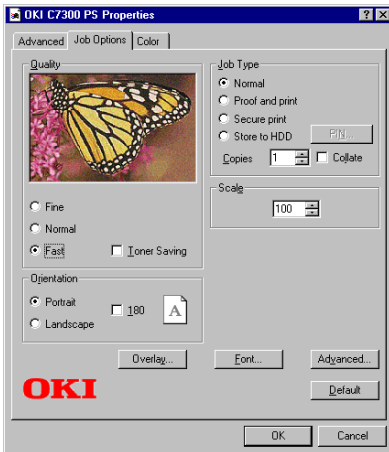 OKI C7300 PS Properties
Advanced Job Options Color
Quality
Fine
Normal
Fast Toner Saving
Orientation
Portrait
Landscape
180 A
Job Type
Normal
Proof and print
Secure print
Store to HDD PIN...
Copies 1 Collate
Scale
100
Overlay... Font... Advanced...
OKI
Default
OK Cancel